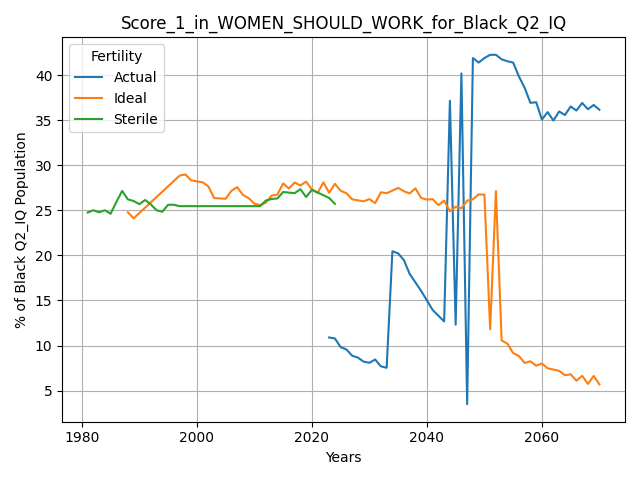 Score_1_in_WOMEN_SHOULD_WORK_for_Black_Q2_IQ
Fertility
Actual
Ideal
Sterile
% of Black Q2_IQ Population
40
35
30
25
20
15
10
5
1980 2000 2020 2040 2060
Years